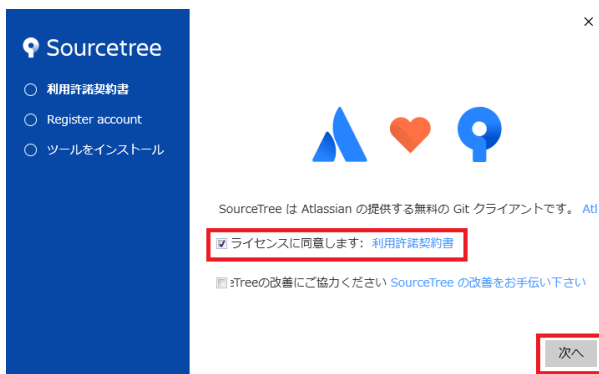 Sourcetree
利用許諾契約書
Register account
ツールをインストール
SourceTree は Atlassian の提供する無料の Git クライアントです。 Atl
ライセンスに同意します: 利用許諾契約書
eTreeの改善にご協力ください SourceTree の改善をお手伝い下さい
次へ